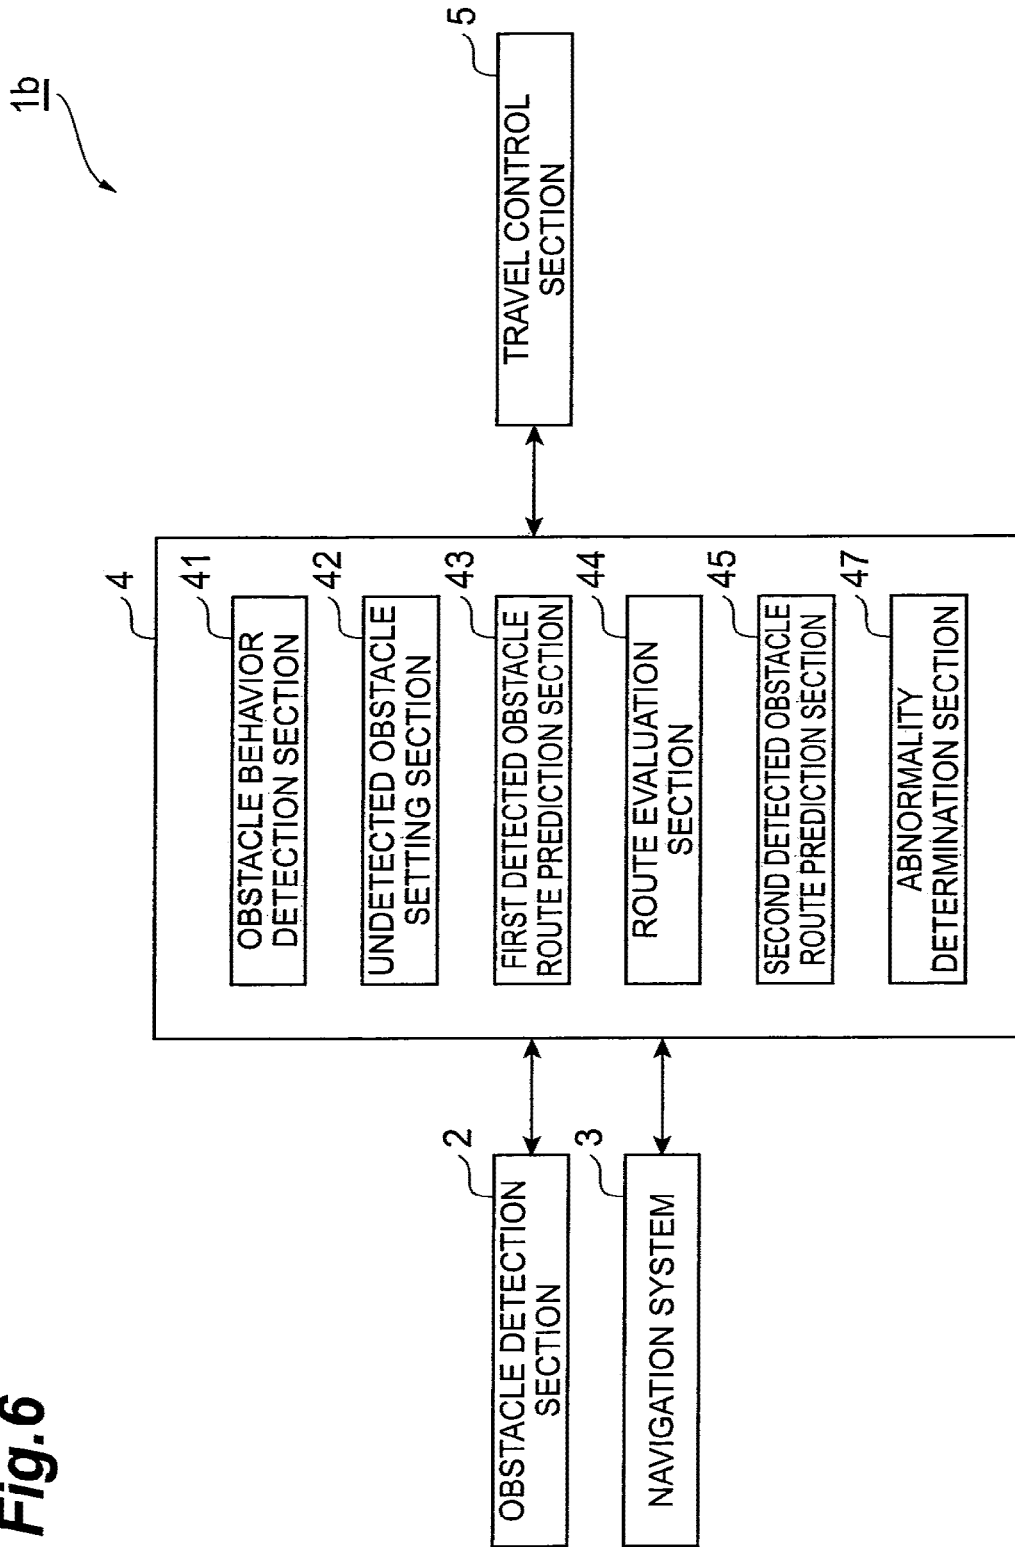 Fig.6
1b
2
OBSTACLE DETECTION
SECTION
3
NAVIGATION SYSTEM
4
41
OBSTACLE BEHAVIOR
DETECTION SECTION
42
UNDETECTED OBSTACLE
SETTING SECTION
43
FIRST DETECTED OBSTACLE
ROUTE PREDICTION SECTION
44
ROUTE EVALUATION
SECTION
45
SECOND DETECTED OBSTACLE
ROUTE PREDICTION SECTION
47
ABNORMALITY
DETERMINATION SECTION
5
TRAVEL CONTROL
SECTION